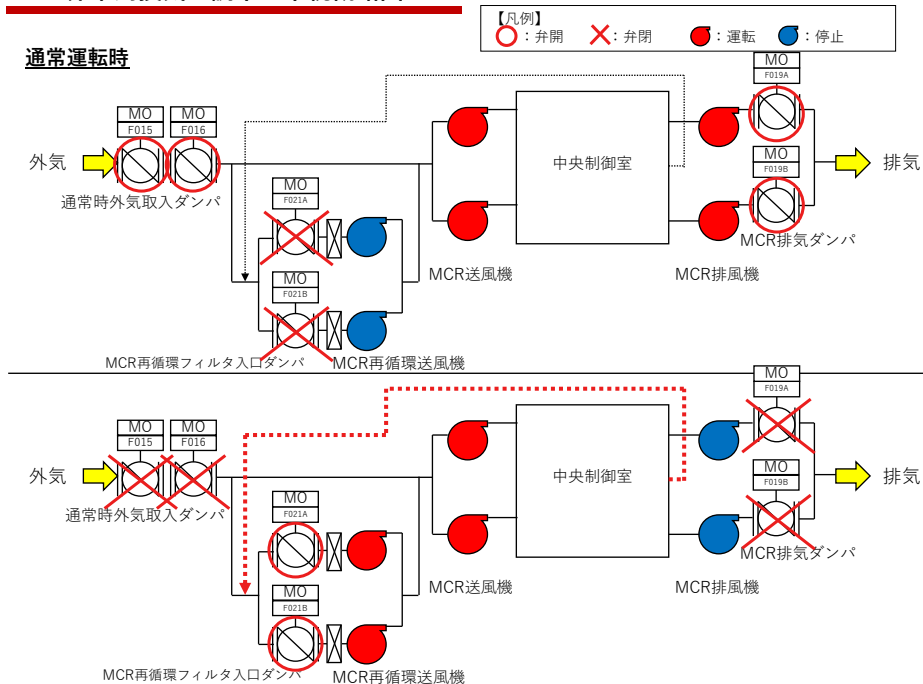 【凡例】
：弁開 ：弁閉 ：運転 ：停止
通常運転時
MO
F019A
MO
F015
MO
F016
外気
中央制御室
MO
F019B
排気
通常時外気取入ダンパ
MO
F021A
MCR排気ダンパ
MCR送風機
MCR排風機
MO
F021B
MCR再循環フィルタ入口ダンパ
MCR再循環送風機
MO
F019A
MO
F015
MO
F016
外気
中央制御室
MO
F019B
排気
通常時外気取入ダンパ
MO
F021A
MCR排気ダンパ
MCR送風機
MCR排風機
MO
F021B
MCR再循環フィルタ入口ダンパ
MCR再循環送風機